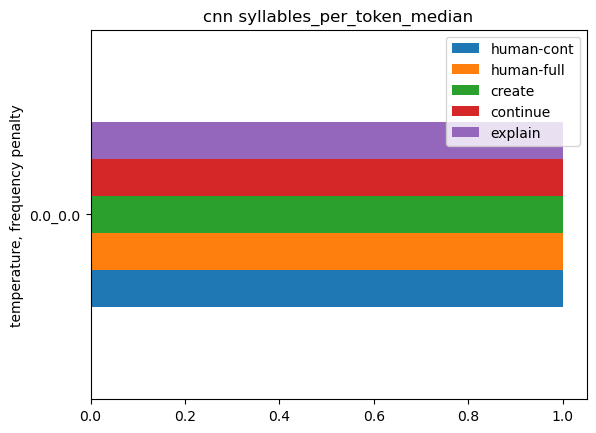 cnn syllables_per_token_median
human-cont
human-full
create
continue
explain
temperature, frequency penalty
0.0_0.0
0.0 0.2 0.4 0.6 0.8 1.0